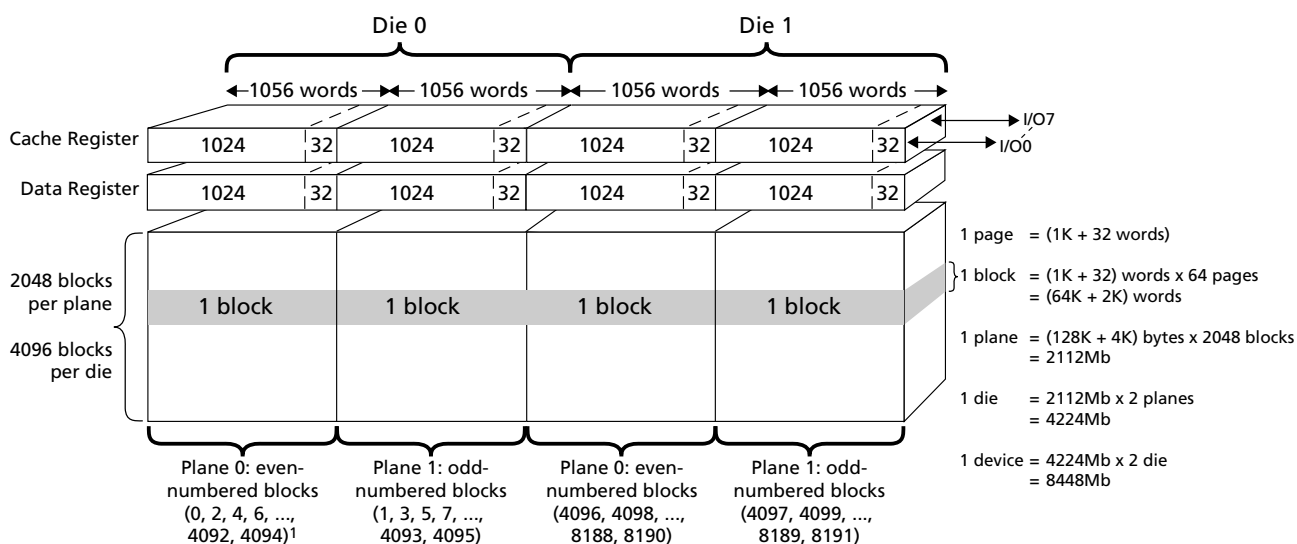 Die 0
Die 1
1056 words
1056 words
1056 words
1056 words
Cache Register
1024
32
1024
32
1024
32
1024
32
I/O7
I/O0
Data Register
1024
32
1024
32
1024
32
1024
32
2048 blocks
per plane
4096 blocks
per die
1 block
1 block
1 block
1 block
1 page = (1K + 32 words)
1 block = (1K + 32) words x 64 pages
= (64K + 2K) words
1 plane = (128K + 4K) bytes x 2048 blocks
= 2112Mb
1 die = 2112Mb x 2 planes
= 4224Mb
1 device = 4224Mb x 2 die
= 8448Mb
Plane 0: even-
numbered blocks
(0, 2, 4, 6, ...,
4092, 4094)1
Plane 1: odd-
numbered blocks
(1, 3, 5, 7, ...,
4093, 4095)
Plane 0: even-
numbered blocks
(4096, 4098, ...,
8188, 8190)
Plane 1: odd-
numbered blocks
(4097, 4099, ...,
8189, 8191)